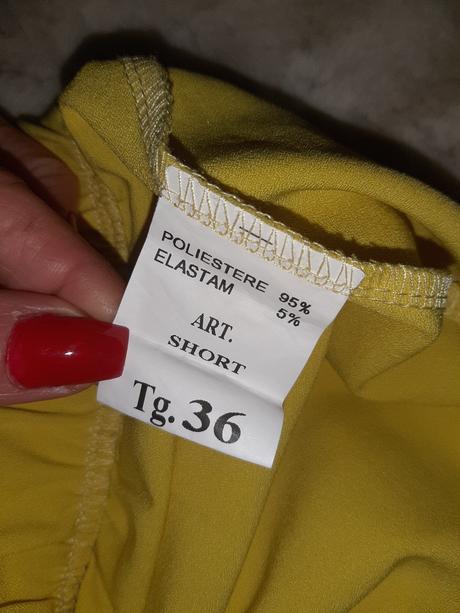 POLIESTERE 95%
ELASTAM 5%
ART.
SHORT
Tg. 36